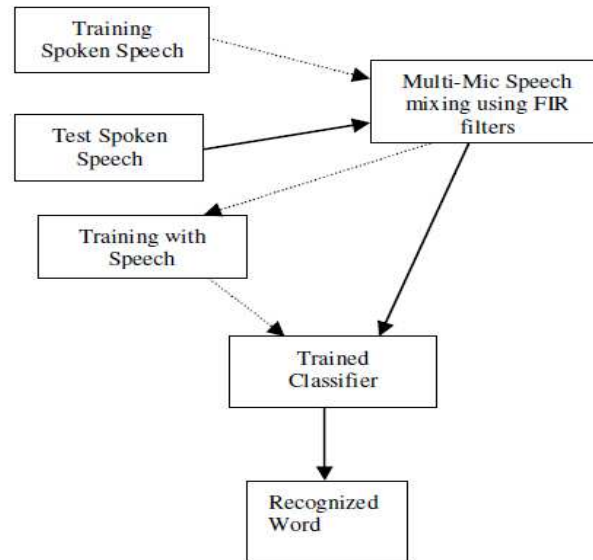 Training
Spoken Speech
Multi-Mic Speech
mixing using FIR
filters
Test Spoken
Speech
Training with
Speech
Trained
Classifier
Recognized
Word